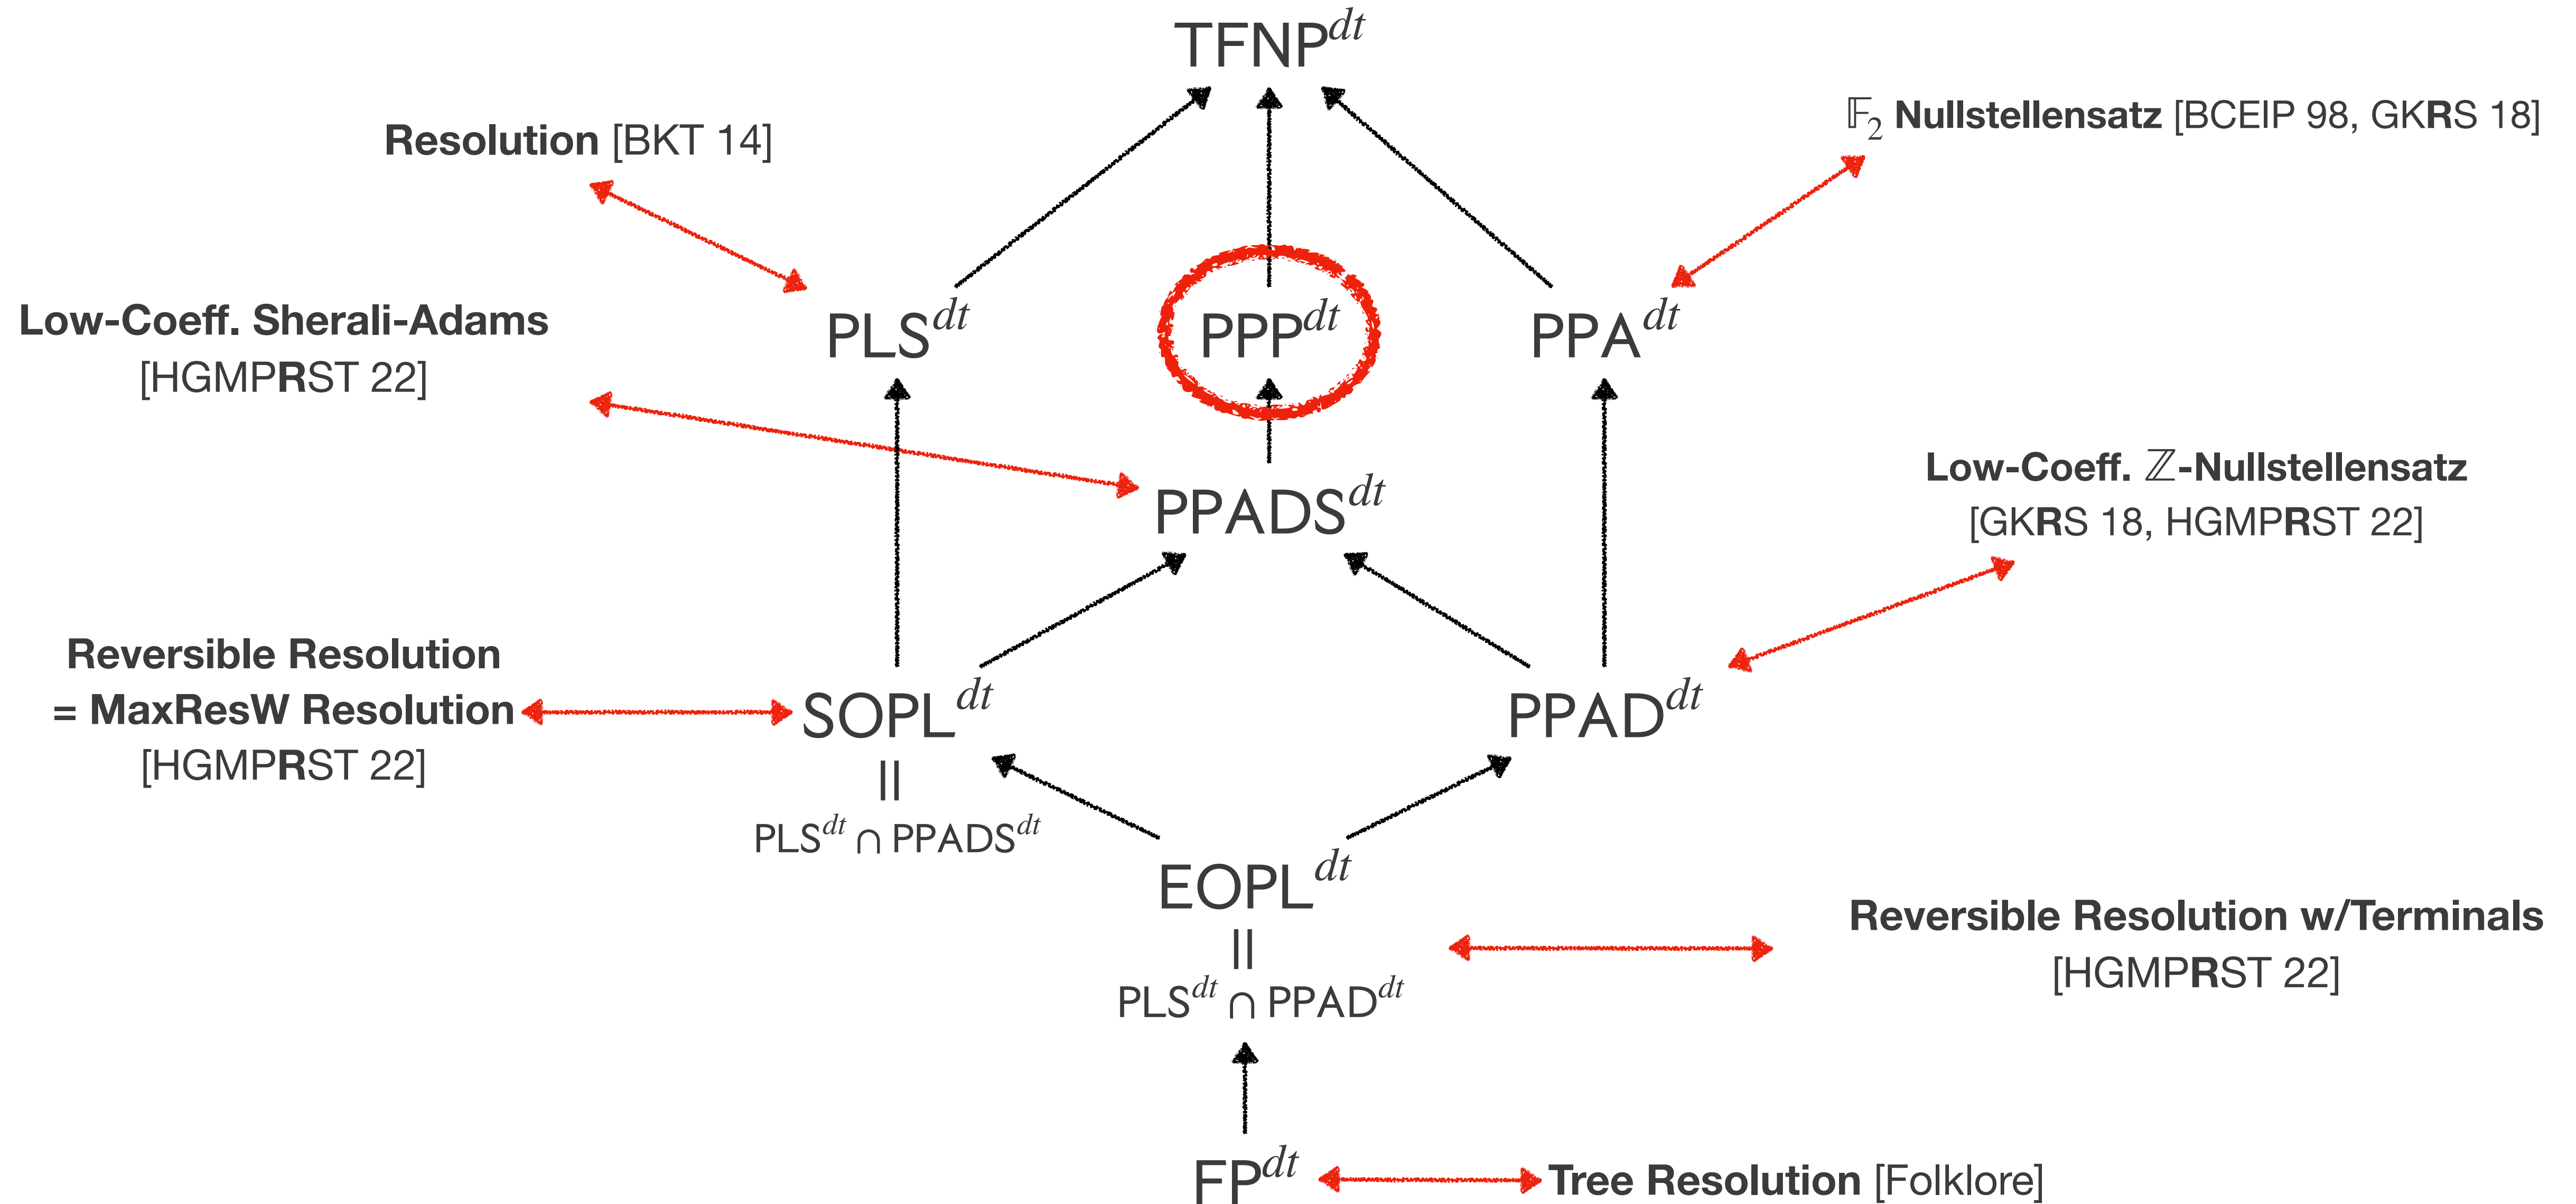 TFNP^dt
𝔽₂ Nullstellensatz [BCEIP 98, GKRS 18]
Resolution [BKT 14]
Low-Coeff. Sherali-Adams
[HGMPRST 22]
PLS^dt
PPP^dt
PPA^dt
PPADS^dt
Low-Coeff. ℤ-Nullstellensatz
[GKRS 18, HGMPRST 22]
Reversible Resolution
= MaxResW Resolution
[HGMPRST 22]
SOPL^dt
||
PLS^dt ∩ PPADS^dt
PPAD^dt
EOPL^dt
||
PLS^dt ∩ PPAD^dt
Reversible Resolution w/Terminals
[HGMPRST 22]
FP^dt
Tree Resolution [Folklore]